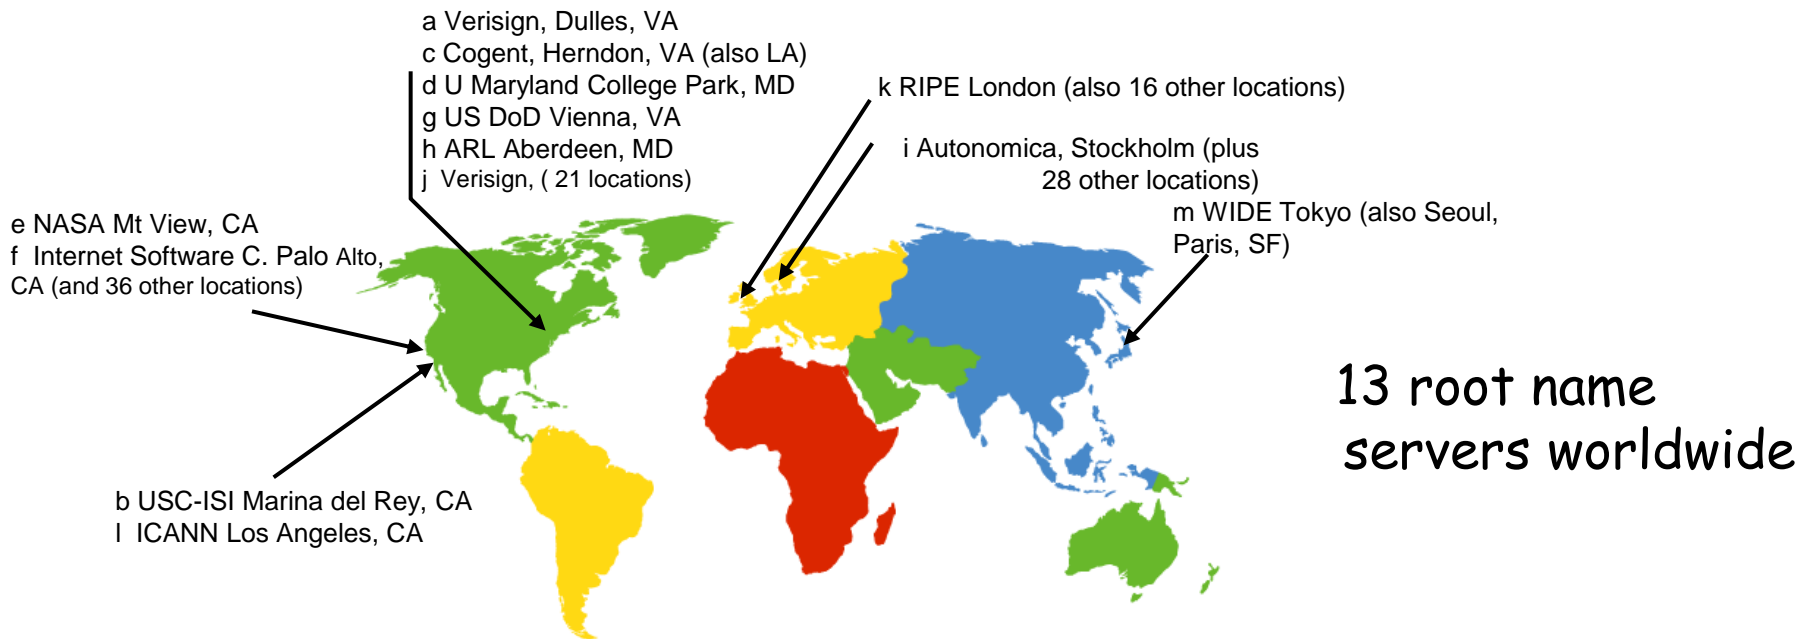 a Verisign, Dulles, VA
c Cogent, Herndon, VA (also LA)
d U Maryland College Park, MD
g US DoD Vienna, VA
h ARL Aberdeen, MD
j Verisign, ( 21 locations)
k RIPE London (also 16 other locations)
i Autonomica, Stockholm (plus
28 other locations)
m WIDE Tokyo (also Seoul,
Paris, SF)
e NASA Mt View, CA
f Internet Software C. Palo Alto,
CA (and 36 other locations)
13 root name
servers worldwide
b USC-ISI Marina del Rey, CA
l ICANN Los Angeles, CA